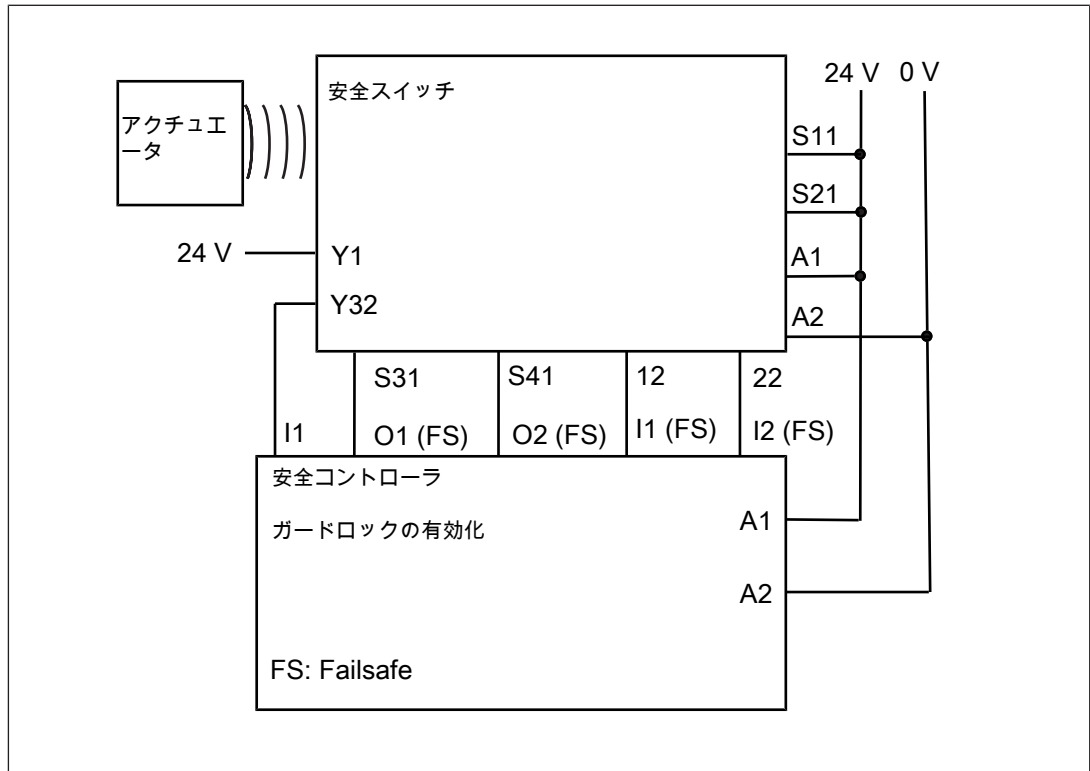 24 V
0 V
安全スイッチ
アクチュエ
ータ
S11
S21
24 V
Y1
A1
Y32
A2
S31
S41
12
22
I1
O1 (FS)
O2 (FS)
I1 (FS)
I2 (FS)
安全コントローラ
ガードロックの有効化
A1
A2
FS: Failsafe